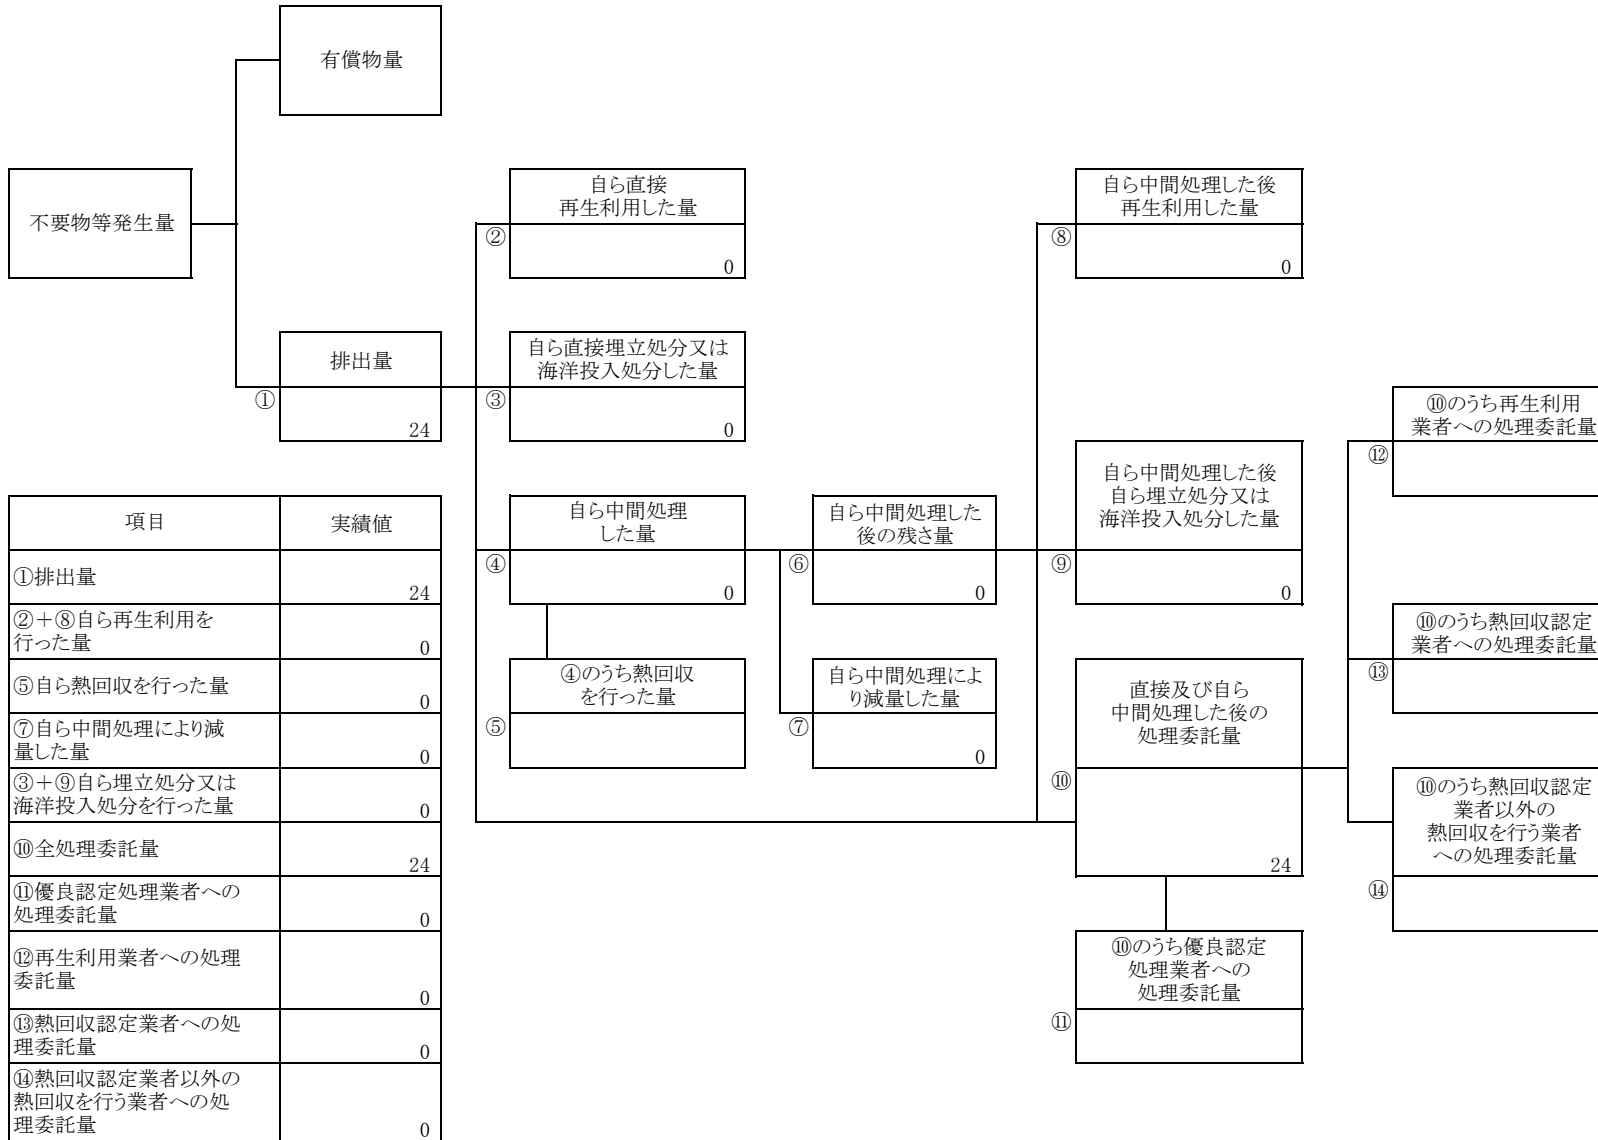 有償物量
不要物等発生量
自ら直接
再生利用した量
②
0
自ら中間処理した後
再生利用した量
⑧
0
排出量
①
24
自ら直接埋立処分又は
海洋投入処分した量
③
0
⑩のうち再生利用
業者への処理委託量
⑫
自ら中間処理
した量
④
0
自ら中間処理した
後の残さ量
⑥
0
自ら中間処理した後
自ら埋立処分又は
海洋投入処分した量
⑨
0
⑩のうち熱回収認定
業者への処理委託量
⑬
④のうち熱回収
を行った量
⑤
自ら中間処理によ
り減量した量
⑦
0
直接及び自ら
中間処理した後の
処理委託量
⑩
24
⑩のうち熱回収認定
業者以外の
熱回収を行う業者
への処理委託量
⑭
⑩のうち優良認定
処理業者への
処理委託量
⑪
項目 実績値
①排出量
24
②+⑧自ら再生利用を
行った量
0
⑤自ら熱回収を行った量
0
⑦自ら中間処理により減
量した量
0
③+⑨自ら埋立処分又は
海洋投入処分を行った量
0
⑩全処理委託量
24
⑪優良認定処理業者への
処理委託量
0
⑫再生利用業者への処理
委託量
0
⑬熱回収認定業者への処
理委託量
0
⑭熱回収認定業者以外の
熱回収を行う業者への処
理委託量
0